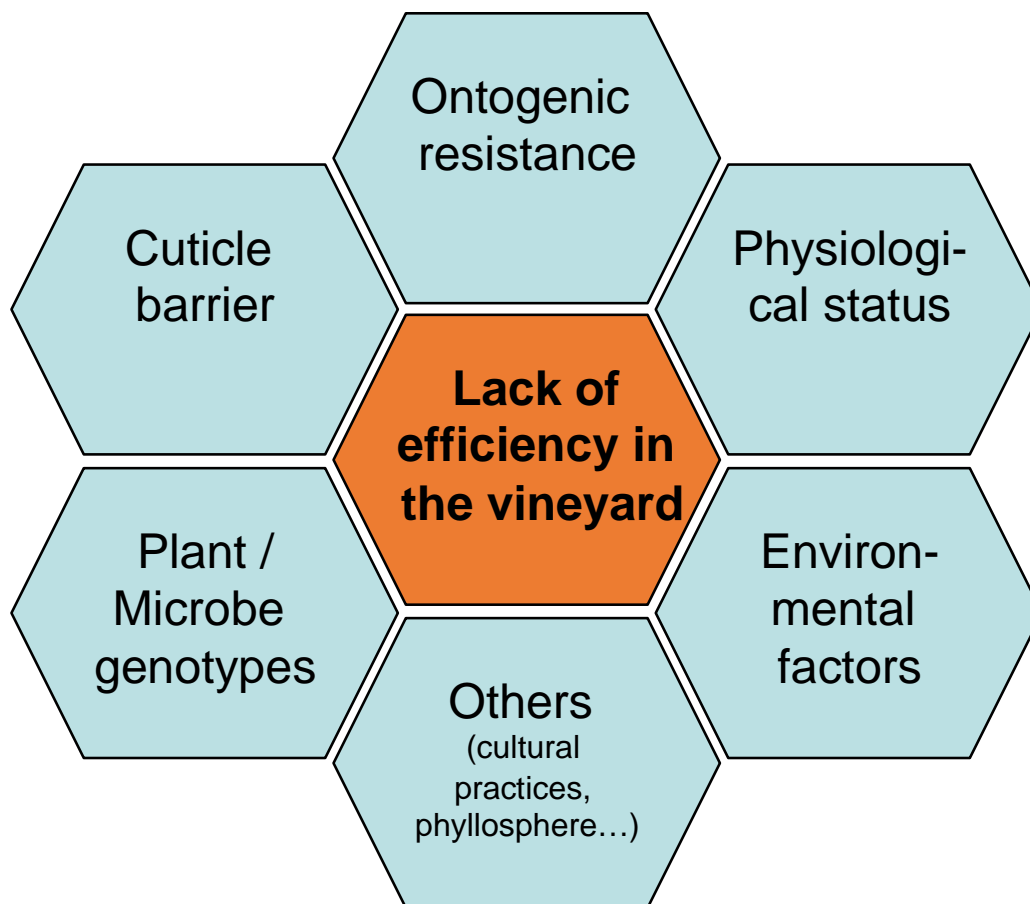 Ontogenic
resistance
Cuticle
barrier
Physiologi-
cal status
Lack of
efficiency in
the vineyard
Plant /
Microbe
genotypes
Environ-
mental
factors
Others
(cultural
practices,
phyllosphere…)